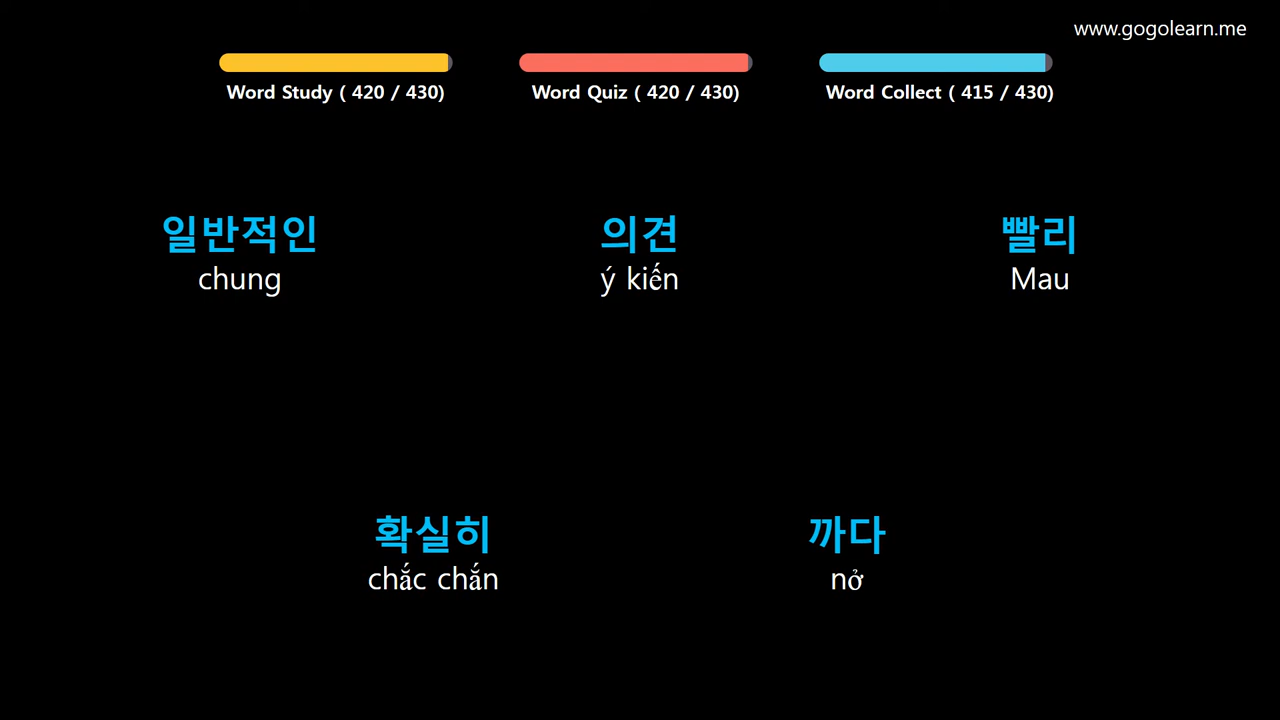 www.gogolearn.me
Word Study ( 420 / 430)
Word Quiz ( 420 / 430)
Word Collect ( 415 / 430)
일반적인
chung
의견
ý kiến
빨리
Mau
확실히
chắc chắn
까다
nở